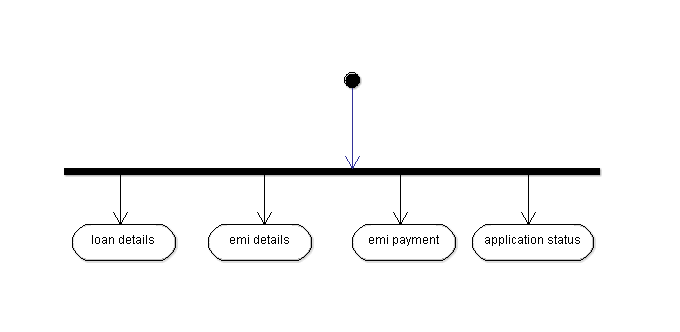 loan details
emi details
emi payment
application status